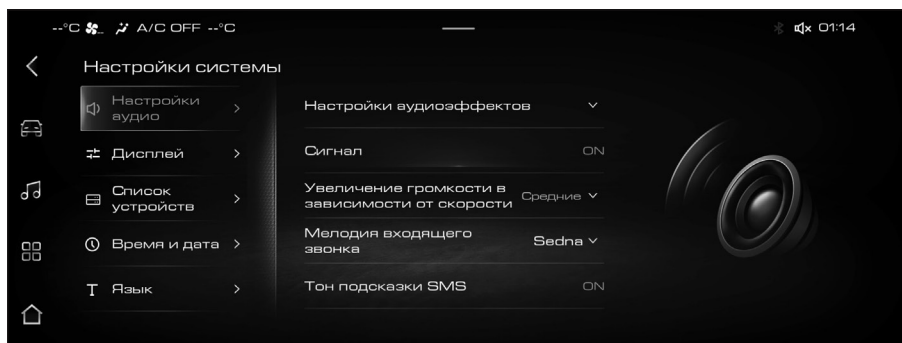 --°C A/C OFF --°C 01:14
Настройки системы
Настройки
аудио
Дисплей
Список
устройств
Время и дата
Язык
Настройки аудиоэффектов
Сигнал ON
Увеличение громкости в
зависимости от скорости Средние
Мелодия входящего
звонка Sedna
Тон подсказки SMS ON